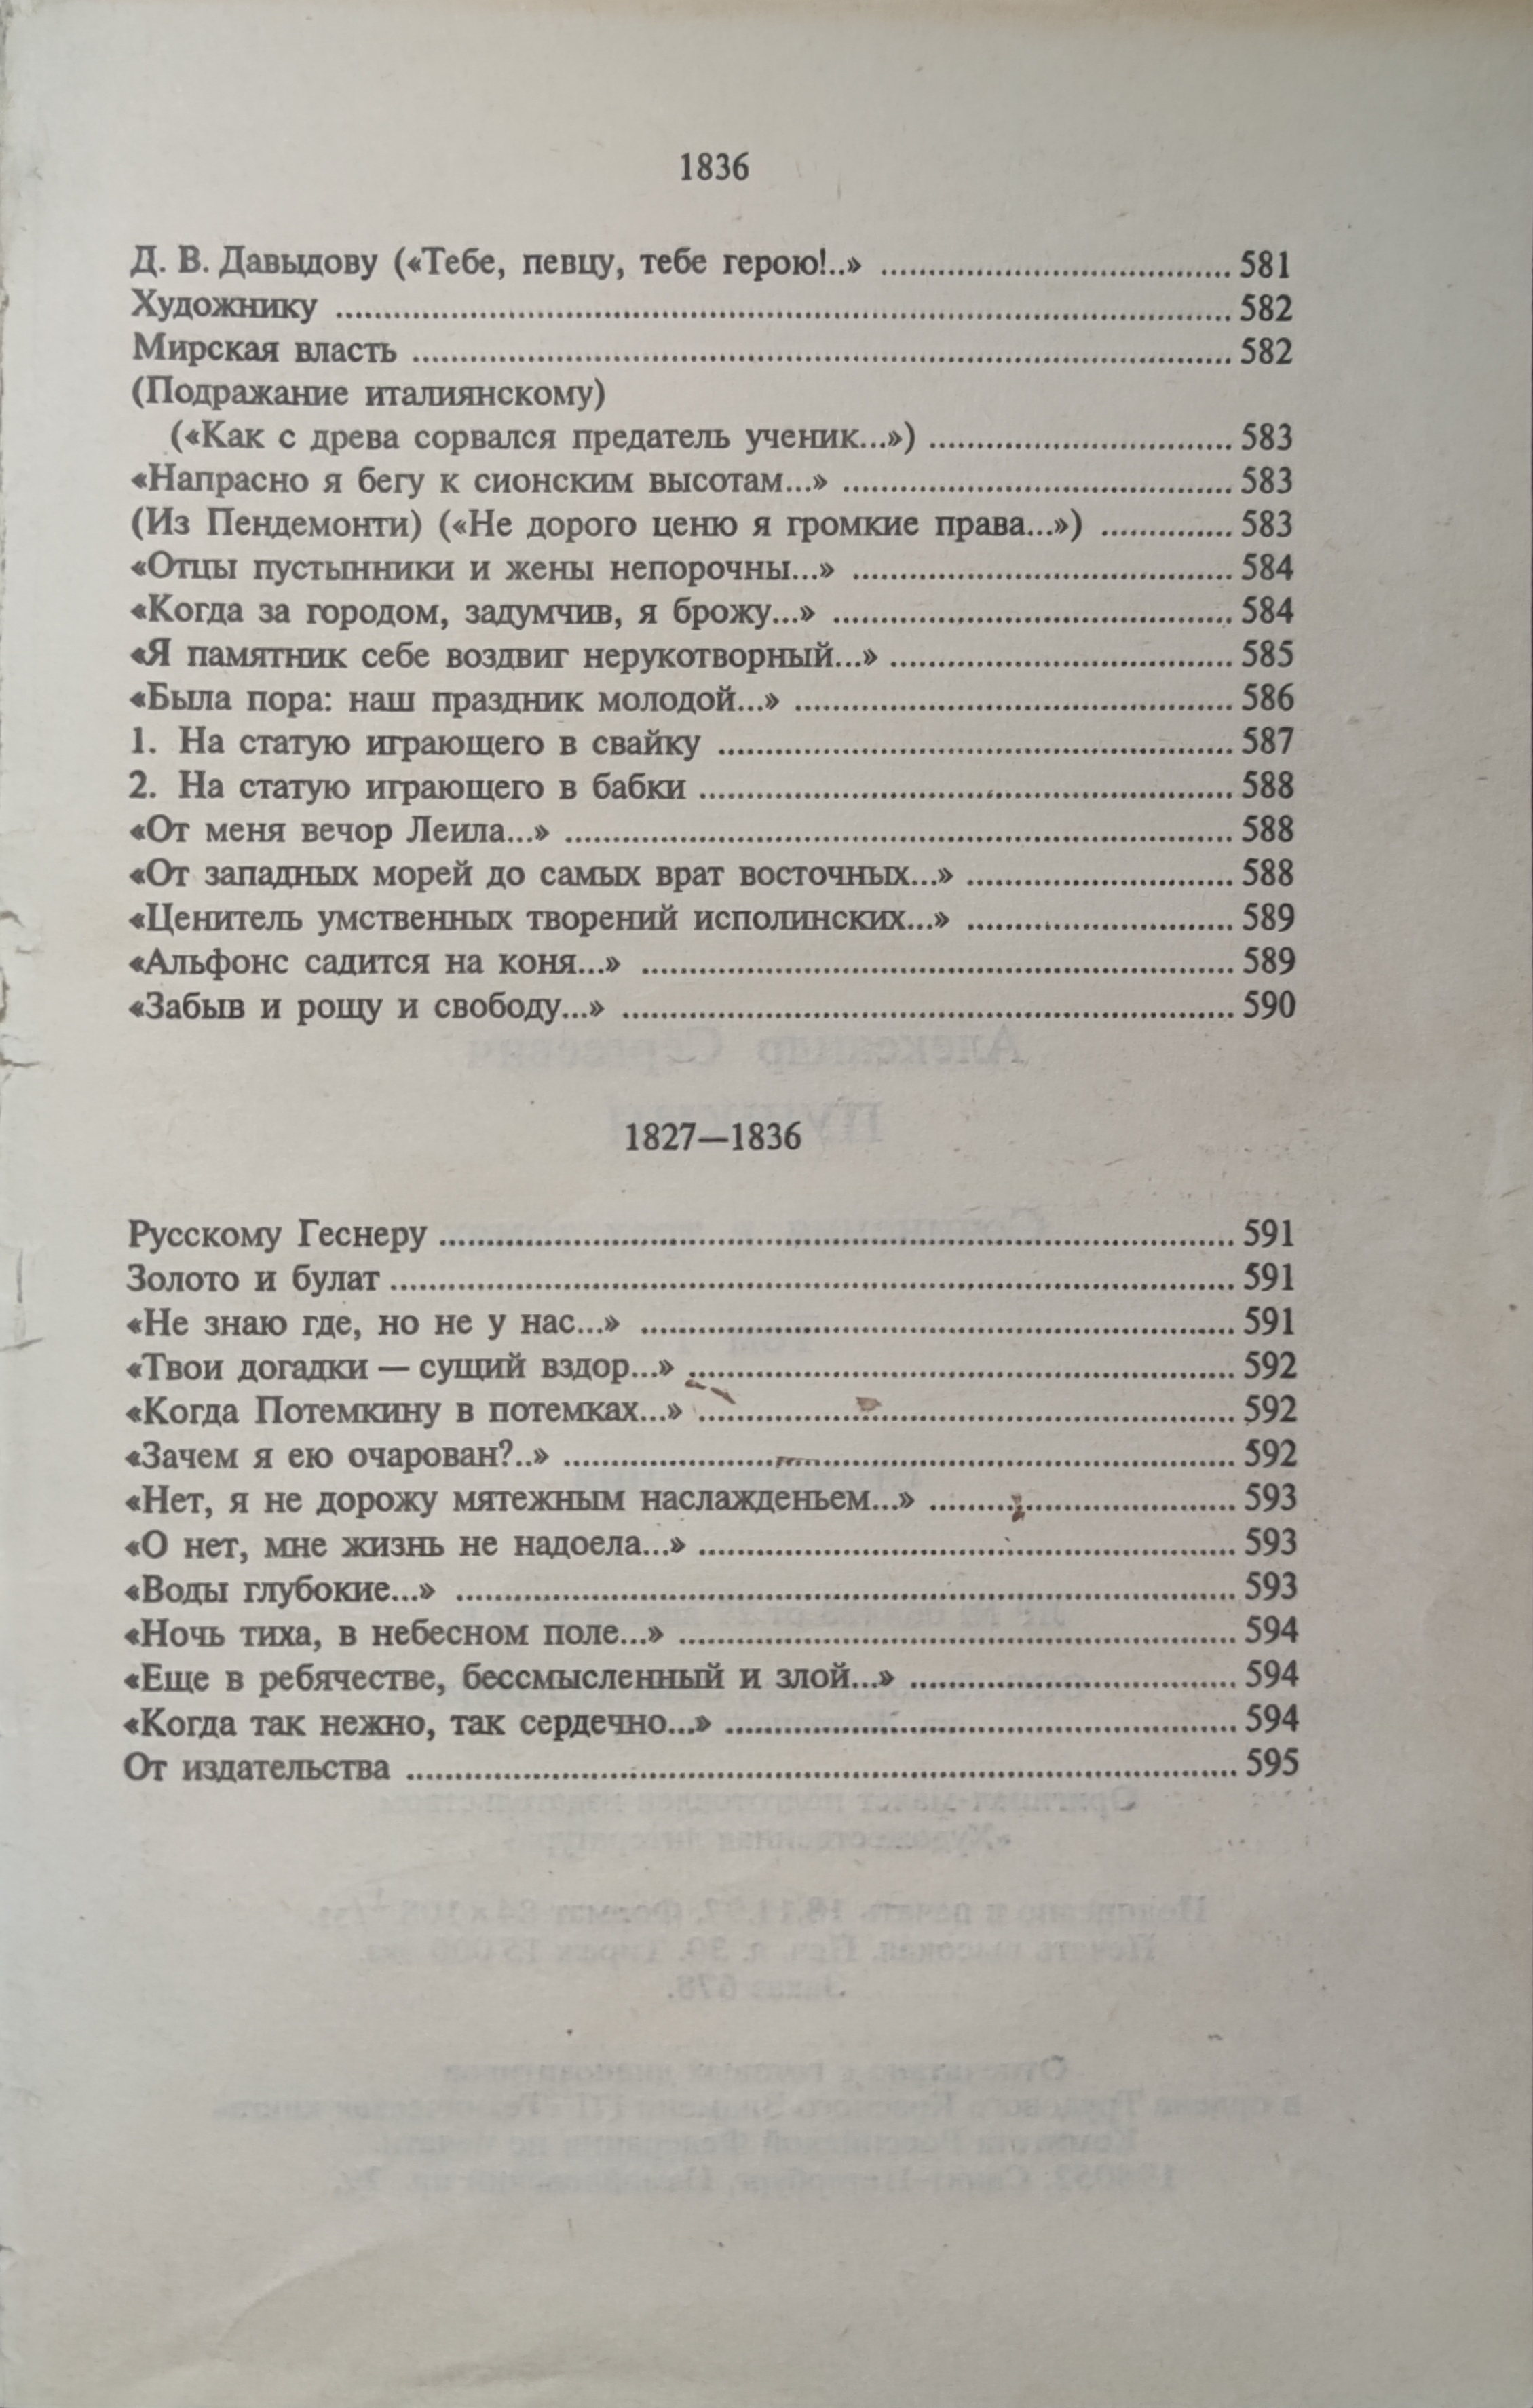 1836
Д. В. Давыдову («Тебе, певцу, тебе герою!..» ..... 581
Художнику ..... 582
Мирская власть ..... 582
(Подражание италиянскому)
(«Как с древа сорвался предатель ученик...») ..... 583
«Напрасно я бегу к сионским высотам...» ..... 583
(Из Пендемонти) («Не дорого ценю я громкие права...») ..... 583
«Отцы пустынники и жены непорочны...» ..... 584
«Когда за городом, задумчив, я брожу...» ..... 584
«Я памятник себе воздвиг нерукотворный...» ..... 585
«Была пора: наш праздник молодой...» ..... 586
1. На статую играющего в свайку ..... 587
2. На статую играющего в бабки ..... 588
«От меня вечор Леила...» ..... 588
«От западных морей до самых врат восточных...» ..... 588
«Ценитель умственных творений исполинских...» ..... 589
«Альфонс садится на коня...» ..... 589
«Забыв и рощу и свободу...» ..... 590
Александр Сергеевич
1827—1836
Русскому Геснеру ..... 591
Золото и булат ..... 591
«Не знаю где, но не у нас...» ..... 591
«Твои догадки — сущий вздор...» ..... 592
«Когда Потемкину в потемках...» ..... 592
«Зачем я ею очарован?..» ..... 592
«Нет, я не дорожу мятежным наслажденьем...» ..... 593
«О нет, мне жизнь не надоела...» ..... 593
«Воды глубокие...» ..... 593
«Ночь тиха, в небесном поле...» ..... 594
«Еще в ребячестве, бессмысленный и злой...» ..... 594
«Когда так нежно, так сердечно...» ..... 594
От издательства ..... 595